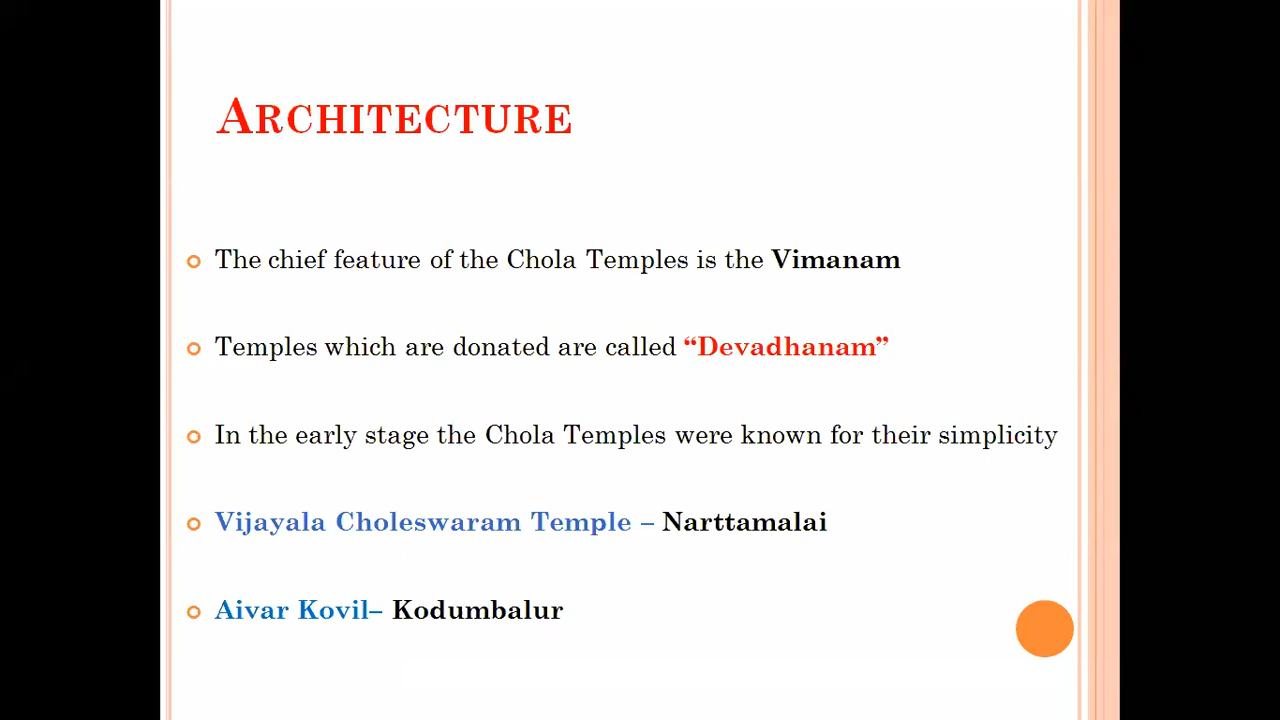 ARCHITECTURE
The chief feature of the Chola Temples is the Vimanam
Temples which are donated are called “Devadhanam”
In the early stage the Chola Temples were known for their simplicity
Vijayala Choleswaram Temple – Narttamalai
Aivar Kovil– Kodumbalur